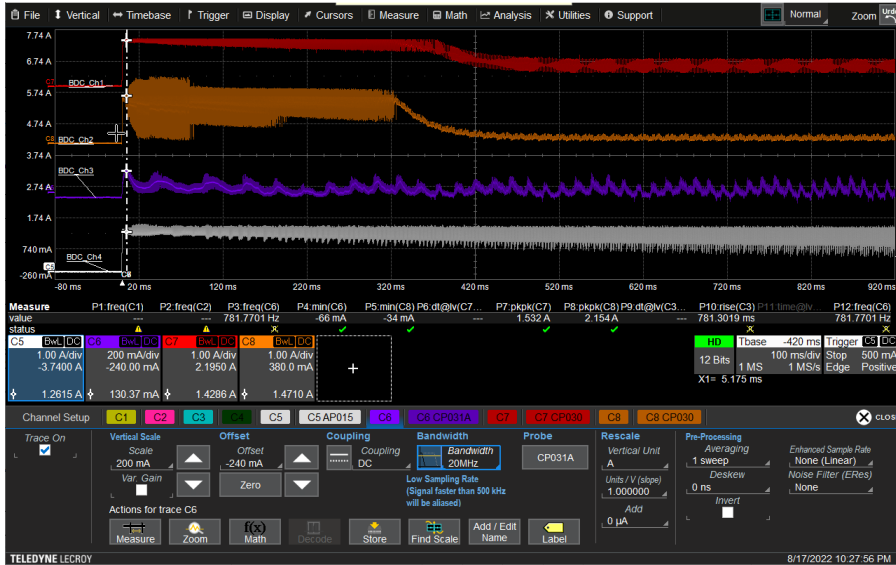 File Vertical Timebase Trigger Display Cursors Measure Math Analysis Utilities Support Normal Zoom Undo
7.74 A
6.74 A
C7 BDC_Ch1
5.74 A
4.74 A
C8 BDC_Ch2
3.74 A
BDC_Ch3
2.74 A
1.74 A
740 mA
BDC_Ch4
C5
-260 mA
C6
-80 ms 20 ms 120 ms 220 ms 320 ms 420 ms 520 ms 620 ms 720 ms 820 ms 920 ms
Measure P1:freq(C1) P2:freq(C2) P3:freq(C6) P4:min(C6) P5:min(C8) P6:dt@lv(C7... P7:pkpk(C7) P8:pkpk(C8) P9:dt@lv(C3... P10:rise(C3) P11:time@lv... P12:freq(C6)
value --- --- 781.7701 Hz -66 mA -34 mA 1.532 A 2.154 A --- 781.3019 ms 781.7701 Hz
status
C5 BwL DC C6 BwL DC C7 BwL DC C8 BwL DC HD Tbase -420 ms Trigger C5 DC
1.00 A/div 200 mA/div 1.00 A/div 1.00 A/div 12 Bits 100 ms/div Stop 500 mA
-3.7400 A -240.00 mA 2.1950 A 380.0 mA 1 MS 1 MS/s Edge Positive
X1= 5.175 ms
1.2615 A 130.37 mA 1.4286 A 1.4710 A
Channel Setup C1 C2 C3 C4 C5 C5 AP015 C6 C6 CP031A C7 C7 CP030 C8 C8 CP030 CLOS
Trace On Vertical Scale Offset Coupling Bandwidth Probe Rescale Pre-Processing
Scale Offset Coupling Bandwidth CP031A Vertical Unit Averaging Enhanced Sample Rate
200 mA -240 mA DC 20MHz A 1 sweep None (Linear)
Var. Gain Zero Low Sampling Rate Units / V (slope) Deskew Noise Filter (ERes)
(Signal faster than 500 kHz 1.000000 0 ns None
will be aliased)
Actions for trace C6 Add Invert
0 µA
Measure Zoom f(x) Math Decode Store Find Scale Add / Edit Name Label
TELEDYNE LECROY 8/17/2022 10:27:56 PM